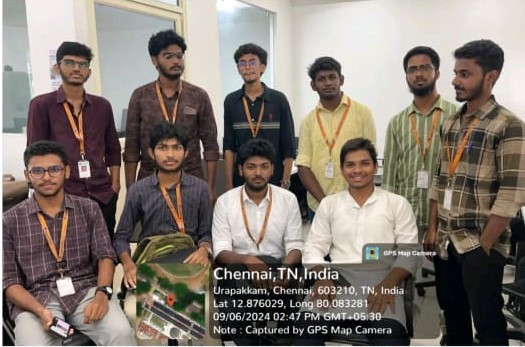 GPS Map Camera
Chennai,TN,India
Urapakkam, Chennai, 603210, TN, India
Lat 12.876029, Long 80.083281
09/06/2024 02:47 PM GMT+05:30
Note : Captured by GPS Map Camera